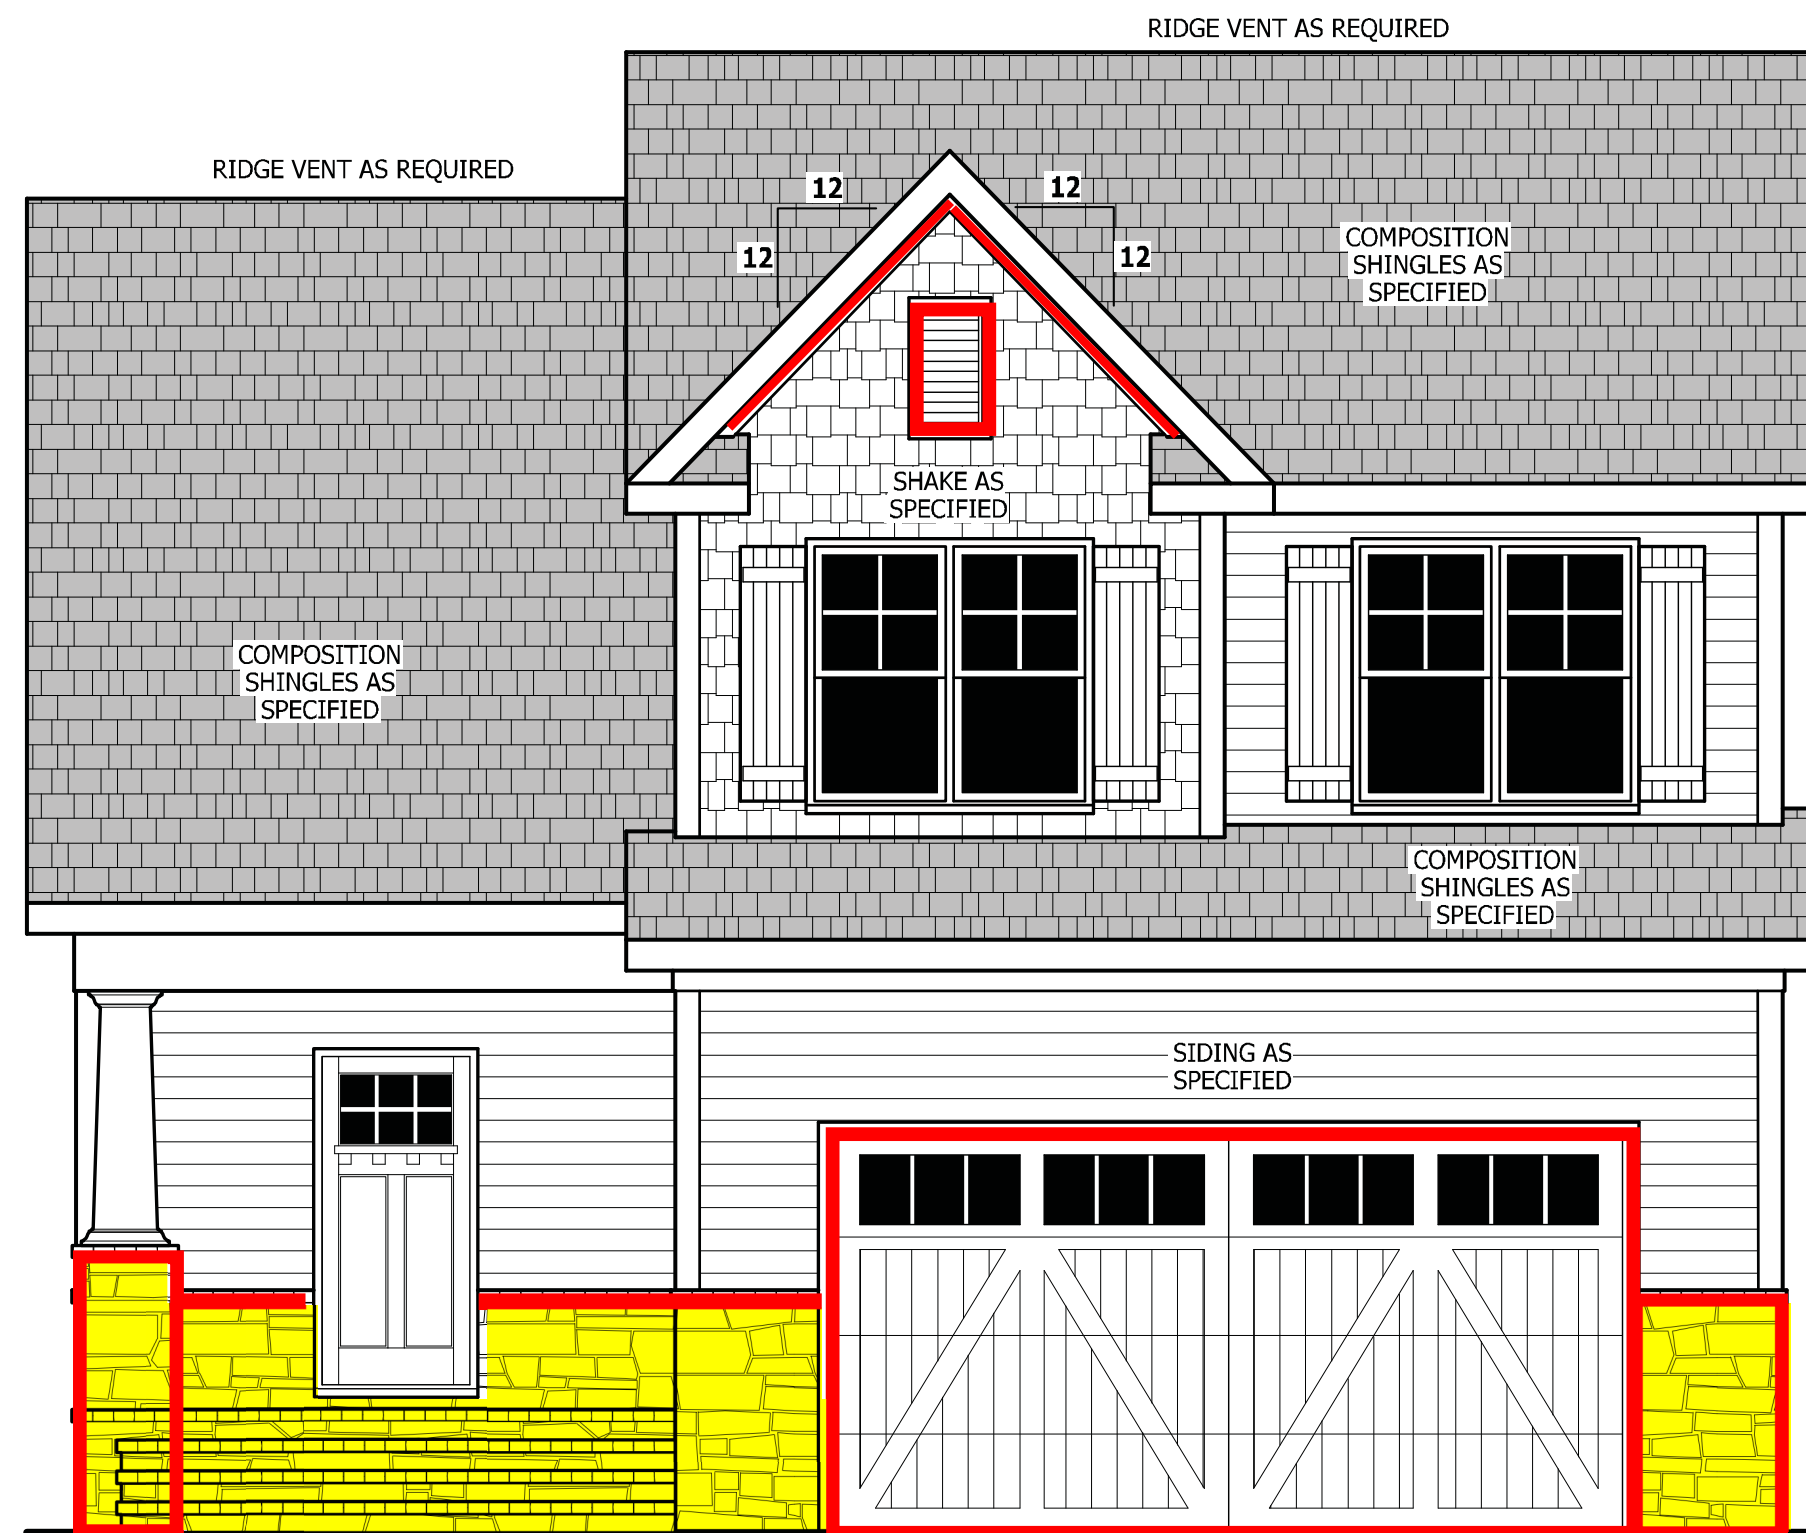 RIDGE VENT AS REQUIRED
RIDGE VENT AS REQUIRED
12
12
12
12
COMPOSITION
SHINGLES AS
SPECIFIED
SHAKE AS
SPECIFIED
COMPOSITION
SHINGLES AS
SPECIFIED
COMPOSITION
SHINGLES AS
SPECIFIED
SIDING AS
SPECIFIED